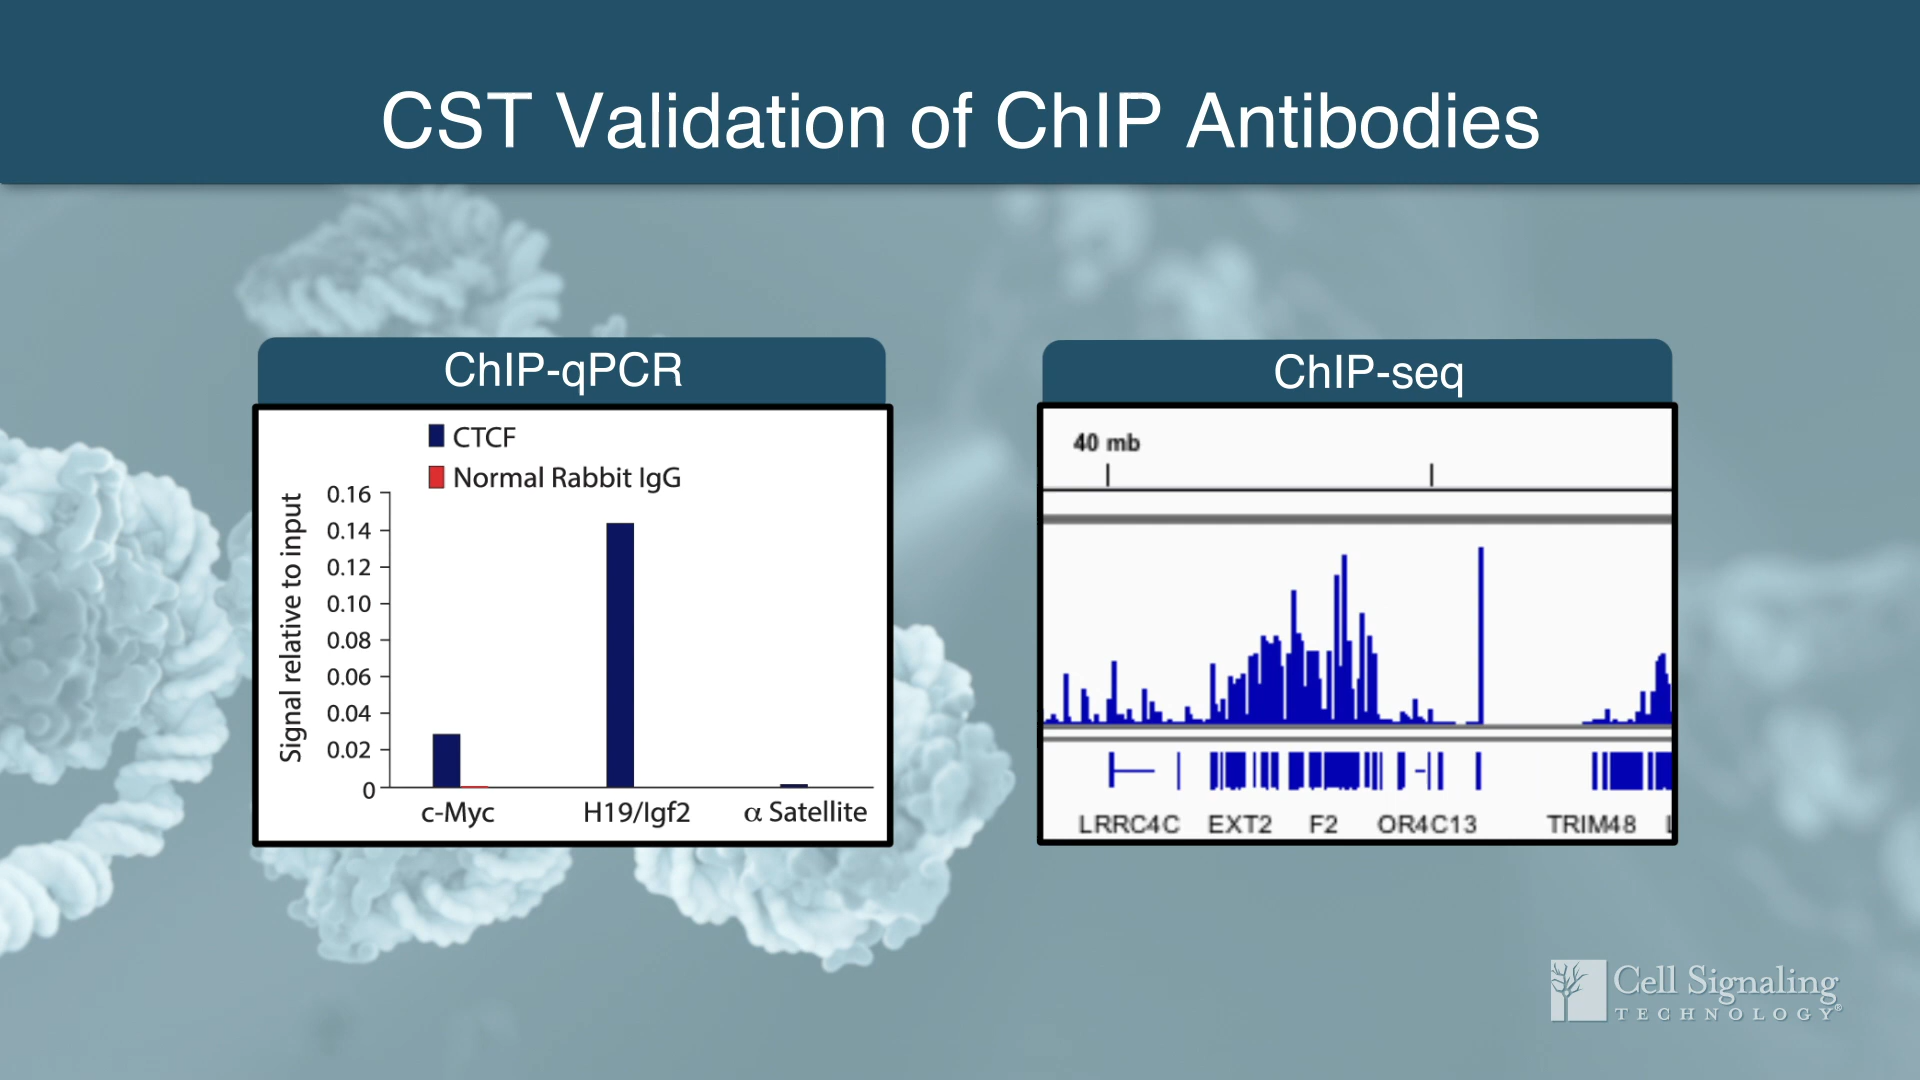 CST Validation of ChIP Antibodies
ChIP-qPCR
CTCF
Normal Rabbit IgG
Signal relative to input
0.16
0.14
0.12
0.10
0.08
0.06
0.04
0.02
0
c-Myc H19/Igf2 α Satellite
ChIP-seq
40 mb
LRRC4C EXT2 F2 OR4C13 TRIM48
Cell Signaling
TECHNOLOGY®